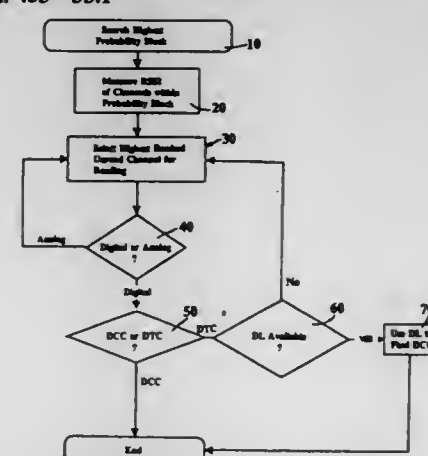 Search Highest
Probability Block
10
Measure RSSI
of Channels within
Probability Block
20
30
Select Highest Ranked
Unread Channel for
Reading
40
Digital or Analog
?
Analog
Digital
No
50
60
DCC or DTC
?
DTC
DL Available
?
Use DL
DCC
End